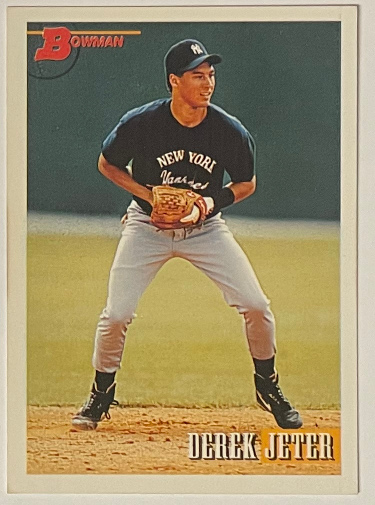 BOWMAN
NY
NEW YORK
Yankees
DEREK JETER